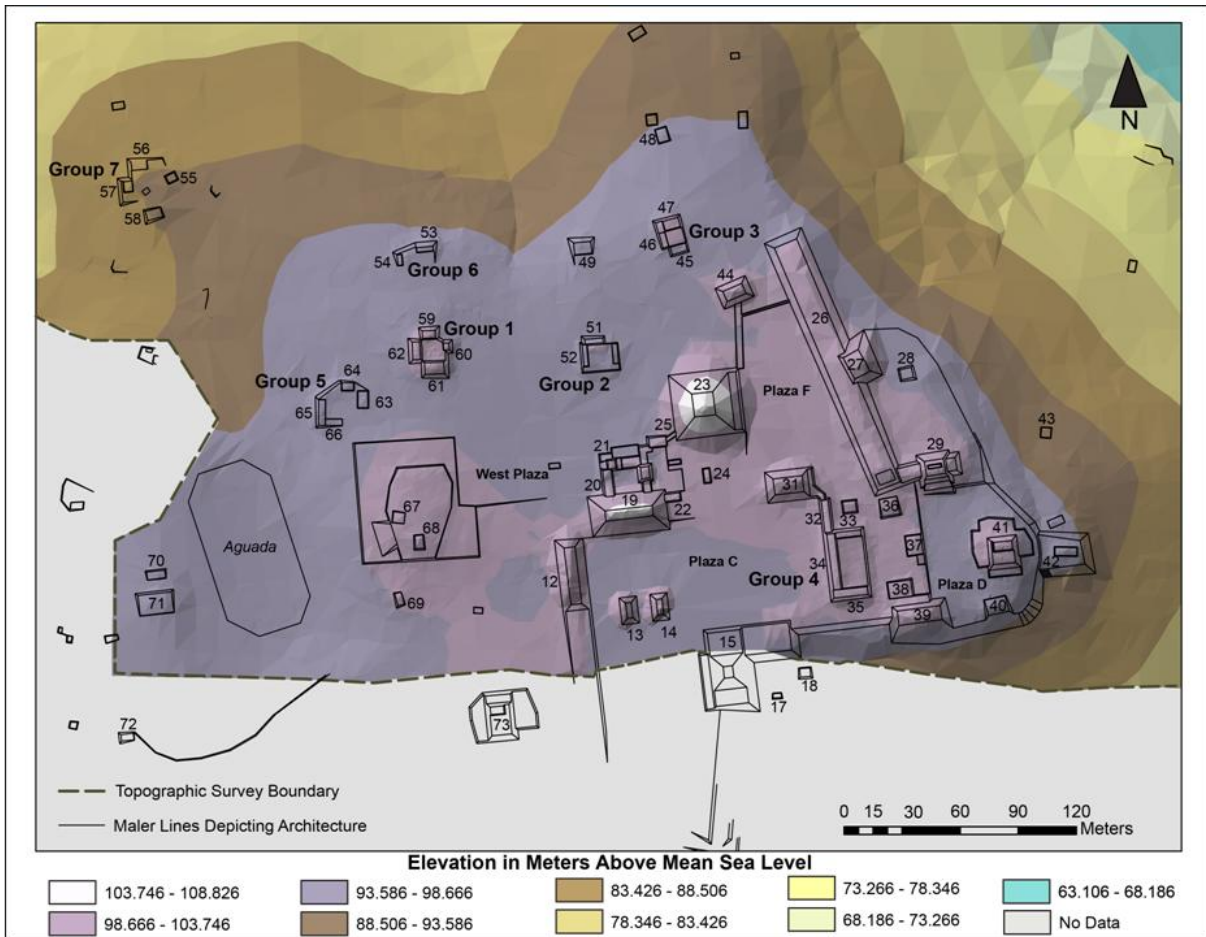 N
48
56
Group 7
55
57
58
47
Group 3
46
45
53
54
Group 6
49
44
26
59
Group 1
62
60
61
51
52
Group 2
27
28
64
Group 5
63
65
66
23
Plaza F
43
25
21
29
West Plaza
24
20
19
22
31
67
68
32
33
36
Aguada
12
34
37
41
42
Plaza C
Group 4
70
71
69
13
14
35
38
Plaza D
39
40
15
18
17
73
72
Topographic Survey Boundary
Maler Lines Depicting Architecture
0 15 30 60 90 120
Meters
Elevation in Meters Above Mean Sea Level
103.746 - 108.826
93.586 - 98.666
83.426 - 88.506
73.266 - 78.346
63.106 - 68.186
98.666 - 103.746
88.506 - 93.586
78.346 - 83.426
68.186 - 73.266
No Data